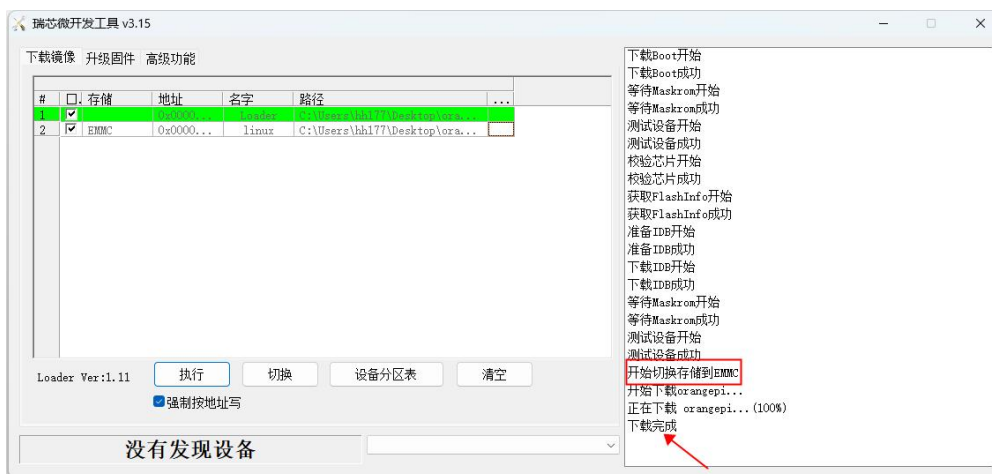 瑞芯微开发工具 v3.15
下载镜像 升级固件 高级功能
# 口. 存储 地址 名字 路径 ...
1 0x0000... Loader C:\Users\hh177\Desktop\ora...
2 EMMC 0x0000... linux C:\Users\hh177\Desktop\ora...
Loader Ver:1.11 执行 切换 设备分区表 清空
强制按地址写
没有发现设备
下载Boot开始
下载Boot成功
等待Maskrom开始
等待Maskrom成功
测试设备开始
测试设备成功
校验芯片开始
校验芯片成功
获取FlashInfo开始
获取FlashInfo成功
准备IDB开始
准备IDB成功
下载IDB开始
下载IDB成功
等待Maskrom开始
等待Maskrom成功
测试设备开始
测试设备成功
开始切换存储到EMMC
开始下载orangepi...
正在下载 orangepi...(100%)
下载完成